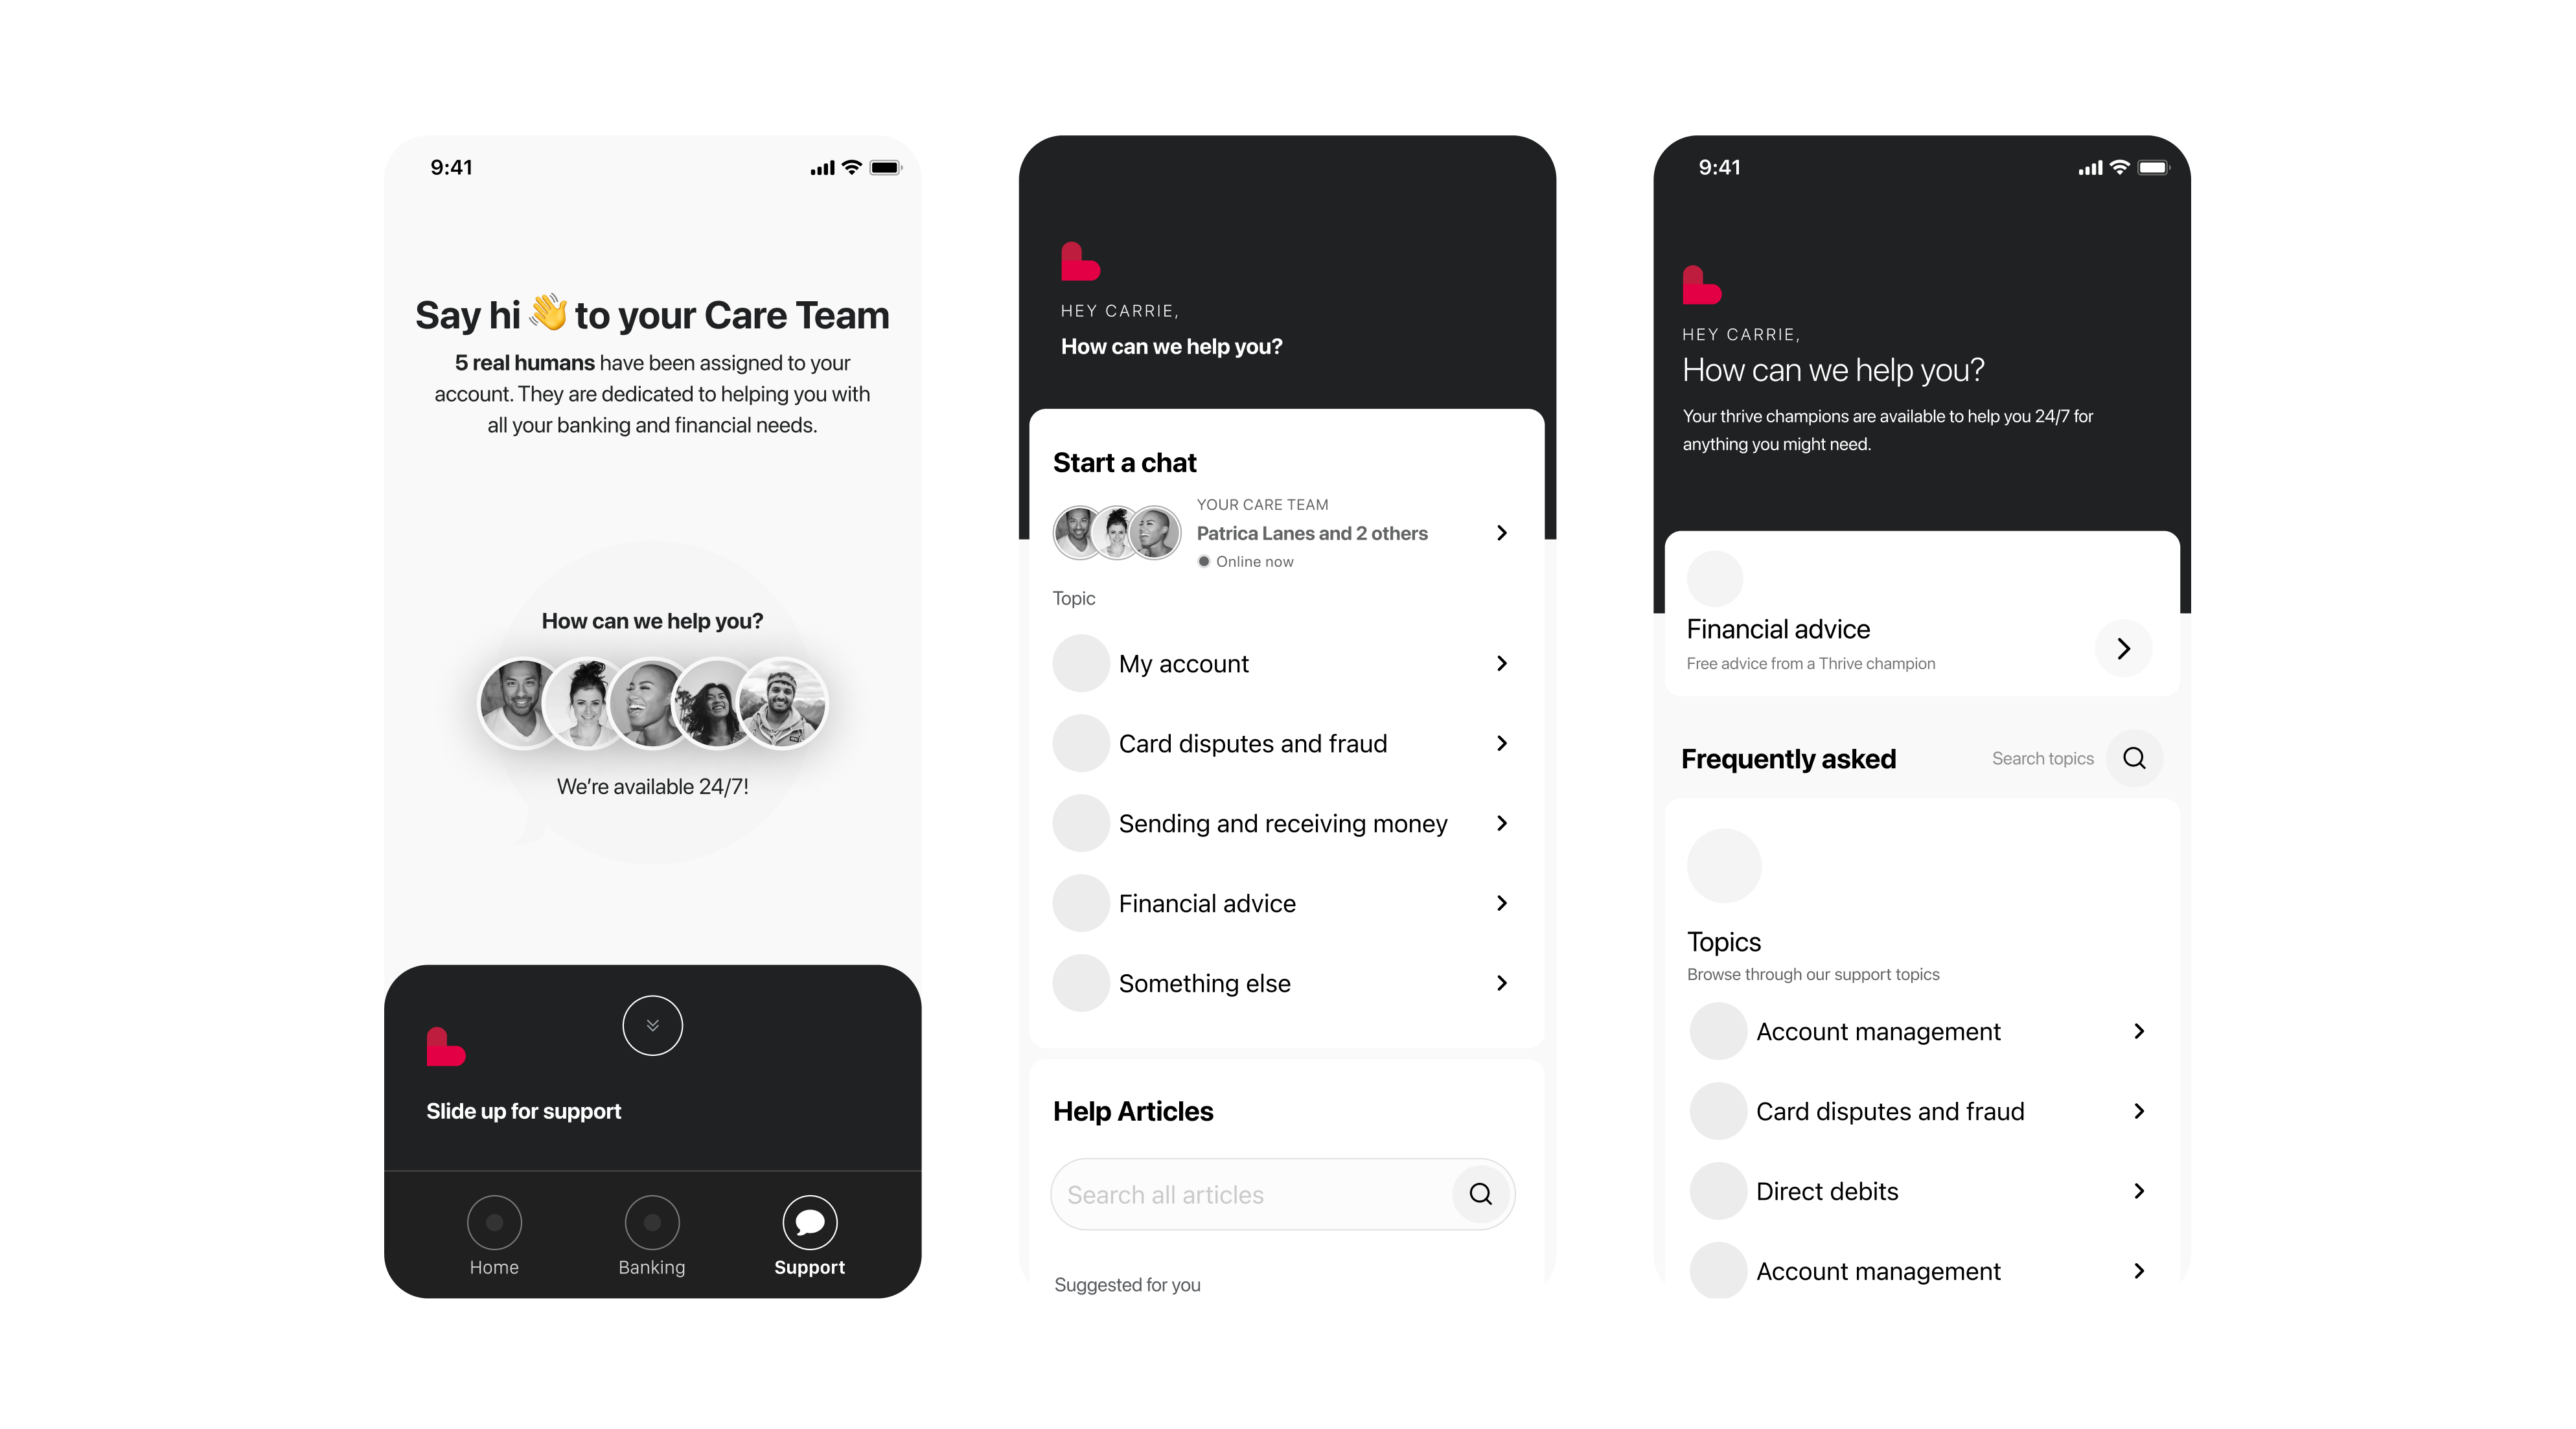 9:41
Say hi 👋 to your Care Team
5 real humans have been assigned to your
account. They are dedicated to helping you with
all your banking and financial needs.
How can we help you?
We're available 24/7!
Slide up for support
Home
Banking
Support
HEY CARRIE,
How can we help you?
Start a chat
YOUR CARE TEAM
Patrica Lanes and 2 others
Online now
Topic
My account
Card disputes and fraud
Sending and receiving money
Financial advice
Something else
Help Articles
Search all articles
Suggested for you
9:41
HEY CARRIE,
How can we help you?
Your thrive champions are available to help you 24/7 for
anything you might need.
Financial advice
Free advice from a Thrive champion
Frequently asked
Search topics
Topics
Browse through our support topics
Account management
Card disputes and fraud
Direct debits
Account management